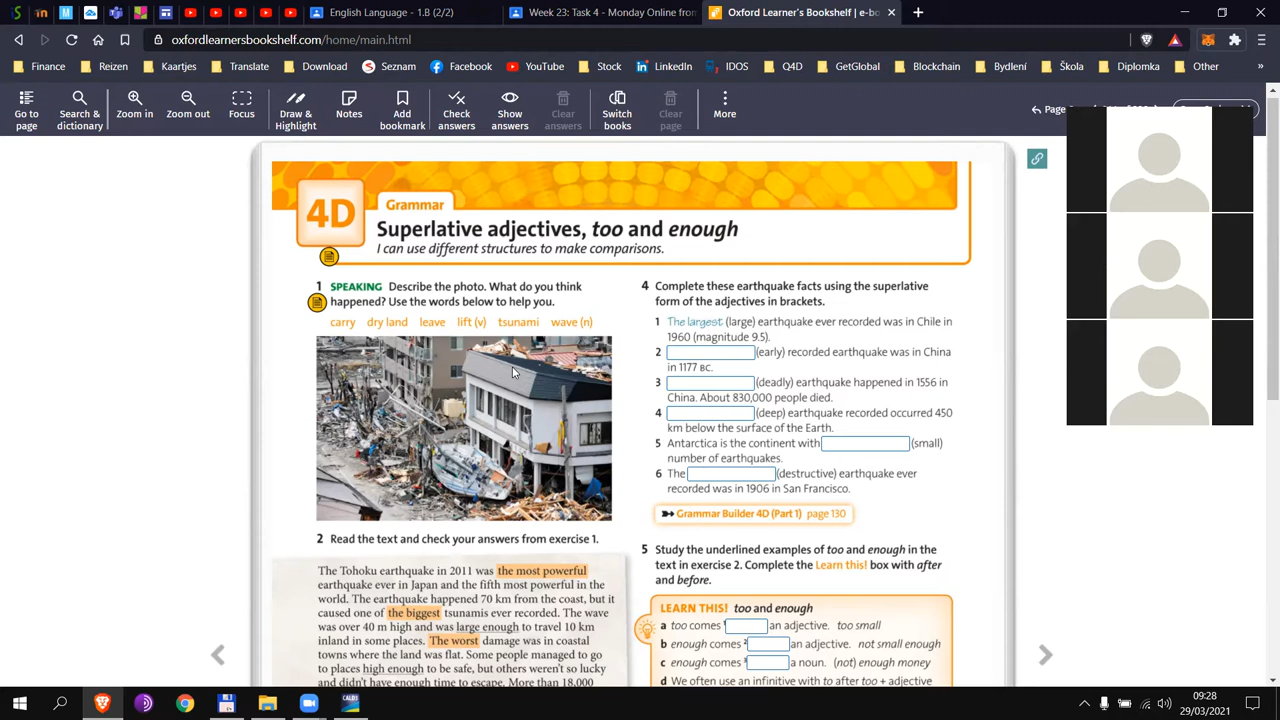 English Language - 1.B (2/2)
Week 23: Task 4 - Monday Online from
Oxford Learner's Bookshelf | e-bo
oxfordlearnersbookshelf.com/home/main.html
Finance
Reizen
Kaartjes
Translate
Download
Seznam
Facebook
YouTube
Stock
LinkedIn
IDOS
Q4D
GetGlobal
Blockchain
Bydlení
Škola
Diplomka
Other
Go to page
Search & dictionary
Zoom in
Zoom out
Focus
Draw & Highlight
Notes
Add bookmark
Check answers
Show answers
Clear answers
Switch books
Clear page
More
Page
4D
Grammar
Superlative adjectives, too and enough
I can use different structures to make comparisons.
1 SPEAKING Describe the photo. What do you think
happened? Use the words below to help you.
carry dry land leave lift (v) tsunami wave (n)
2 Read the text and check your answers from exercise 1.
The Tohoku earthquake in 2011 was the most powerful
earthquake ever in Japan and the fifth most powerful in the
world. The earthquake happened 70 km from the coast, but it
caused one of the biggest tsunamis ever recorded. The wave
was over 40 m high and was large enough to travel 10 km
inland in some places. The worst damage was in coastal
towns where the land was flat. Some people managed to go
to places high enough to be safe, but others weren't so lucky
and didn't have enough time to escape. More than 18,000
4 Complete these earthquake facts using the superlative
form of the adjectives in brackets.
1 The largest (large) earthquake ever recorded was in Chile in
1960 (magnitude 9.5).
2 (early) recorded earthquake was in China
in 1177 BC.
3 (deadly) earthquake happened in 1556 in
China. About 830,000 people died.
4 (deep) earthquake recorded occurred 450
km below the surface of the Earth.
5 Antarctica is the continent with (small)
number of earthquakes.
6 The (destructive) earthquake ever
recorded was in 1906 in San Francisco.
Grammar Builder 4D (Part 1) page 130
5 Study the underlined examples of too and enough in the
text in exercise 2. Complete the Learn this! box with after
and before.
LEARN THIS! too and enough
a too comes 1 an adjective. too small
b enough comes 2 an adjective. not small enough
c enough comes 3 a noun. (not) enough money
d We often use an infinitive with to after too + adjective
09:28
29/03/2021